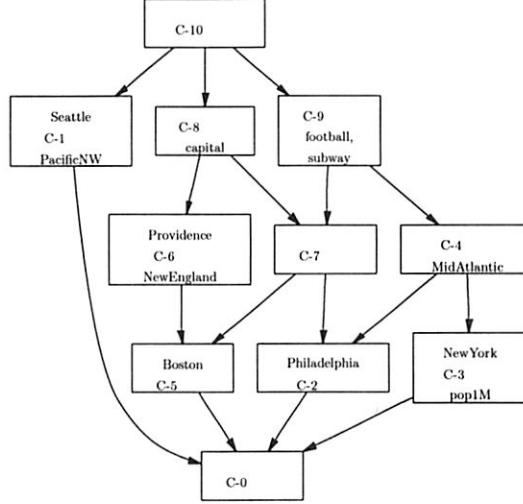 C-10
Seattle
C-1
PacificNW
C-8
capital
C-9
football,
subway
Providence
C-6
NewEngland
C-7
C-4
MidAtlantic
Boston
C-5
Philadelphia
C-2
NewYork
C-3
pop1M
C-0